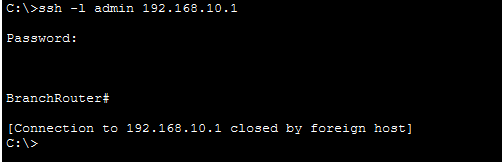 C:\>ssh -l admin 192.168.10.1
Password:
BranchRouter#
[Connection to 192.168.10.1 closed by foreign host]
C:\>